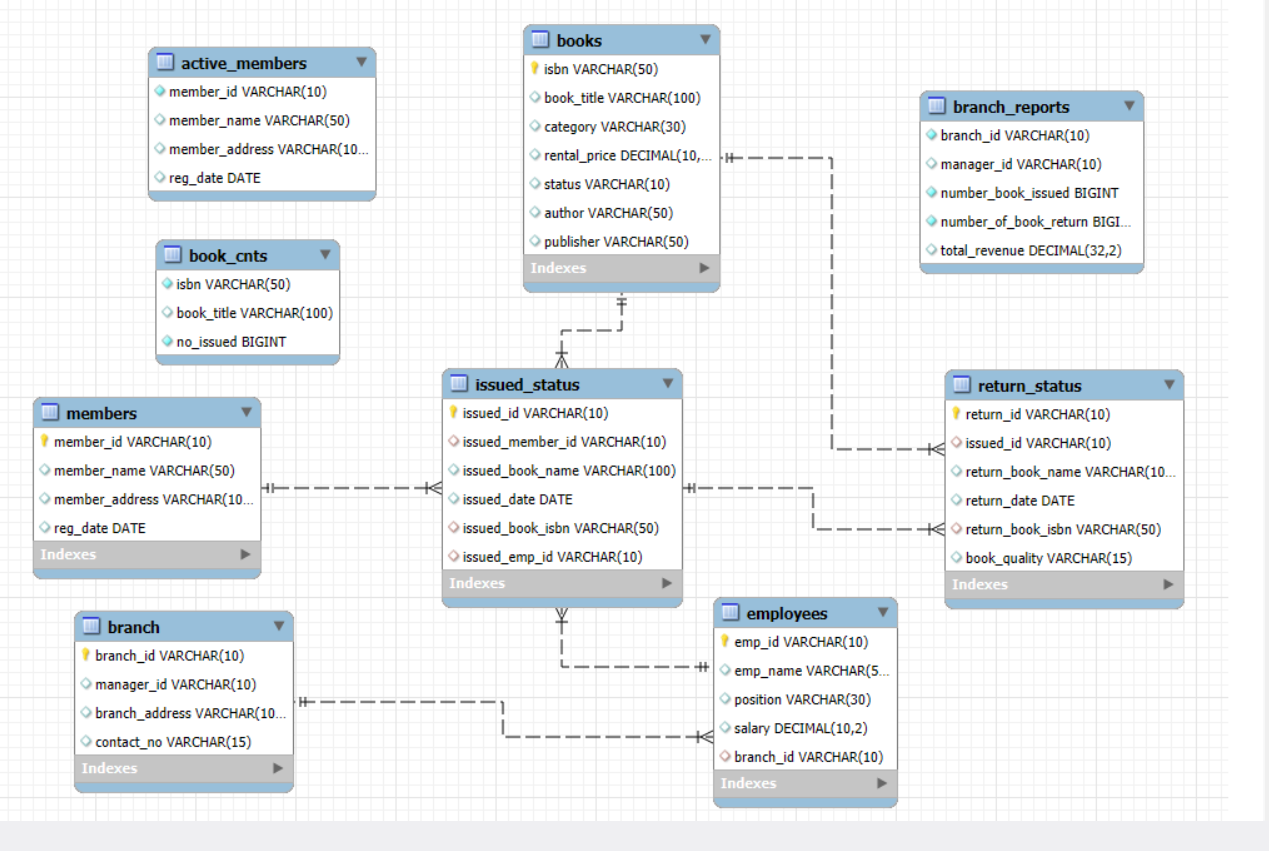 active_members
member_id VARCHAR(10)
member_name VARCHAR(50)
member_address VARCHAR(10...
reg_date DATE
books
isbn VARCHAR(50)
book_title VARCHAR(100)
category VARCHAR(30)
rental_price DECIMAL(10,...
status VARCHAR(10)
author VARCHAR(50)
publisher VARCHAR(50)
Indexes
branch_reports
branch_id VARCHAR(10)
manager_id VARCHAR(10)
number_book_issued BIGINT
number_of_book_return BIGI...
total_revenue DECIMAL(32,2)
book_cnts
isbn VARCHAR(50)
book_title VARCHAR(100)
no_issued BIGINT
members
member_id VARCHAR(10)
member_name VARCHAR(50)
member_address VARCHAR(10...
reg_date DATE
Indexes
issued_status
issued_id VARCHAR(10)
issued_member_id VARCHAR(10)
issued_book_name VARCHAR(100)
issued_date DATE
issued_book_isbn VARCHAR(50)
issued_emp_id VARCHAR(10)
Indexes
return_status
return_id VARCHAR(10)
issued_id VARCHAR(10)
return_book_name VARCHAR(10...
return_date DATE
return_book_isbn VARCHAR(50)
book_quality VARCHAR(15)
Indexes
branch
branch_id VARCHAR(10)
manager_id VARCHAR(10)
branch_address VARCHAR(10...
contact_no VARCHAR(15)
Indexes
employees
emp_id VARCHAR(10)
emp_name VARCHAR(5...
position VARCHAR(30)
salary DECIMAL(10,2)
branch_id VARCHAR(10)
Indexes